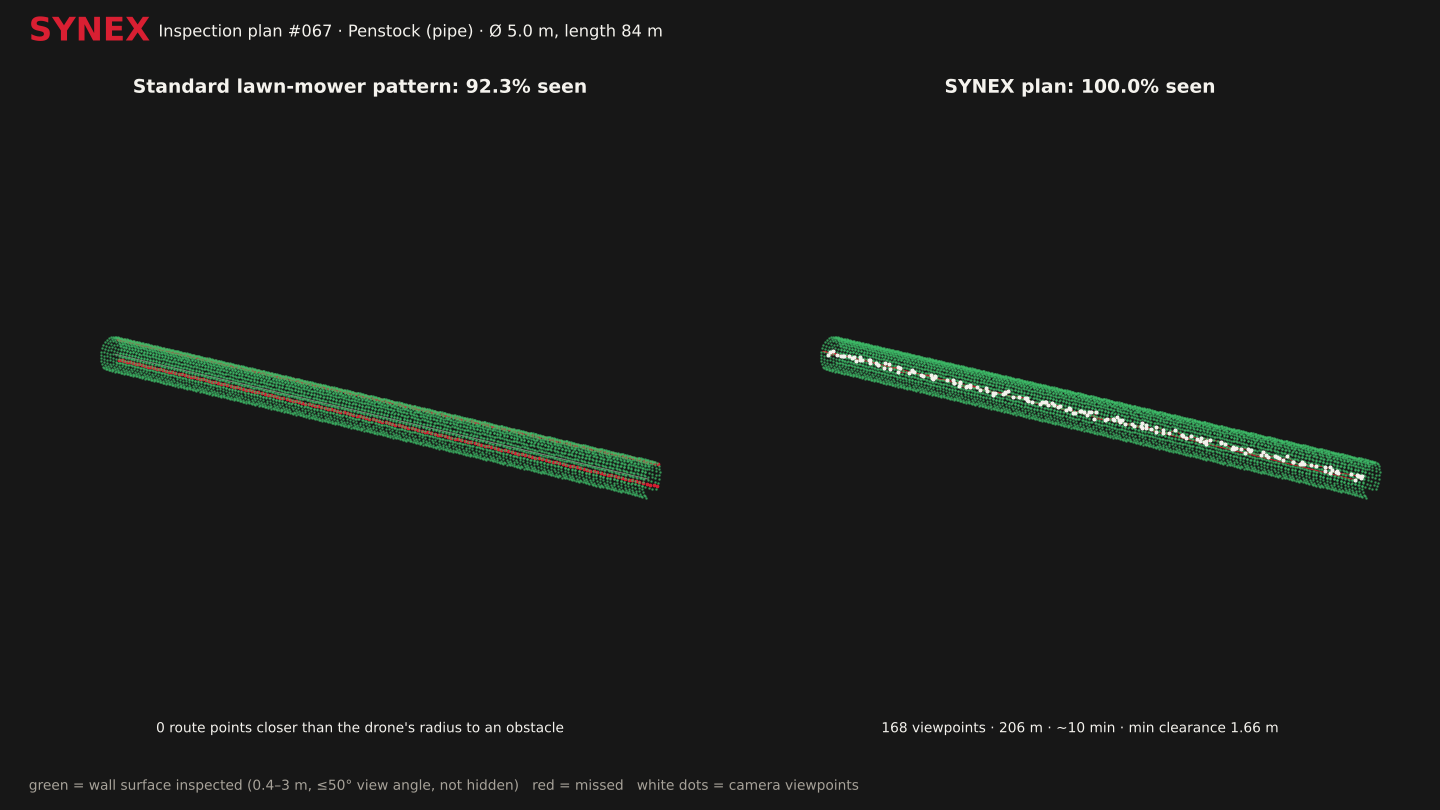 SYNEX Inspection plan #067 · Penstock (pipe) · Ø 5.0 m, length 84 m
Standard lawn-mower pattern: 92.3% seen
SYNEX plan: 100.0% seen
0 route points closer than the drone's radius to an obstacle
168 viewpoints · 206 m · ~10 min · min clearance 1.66 m
green = wall surface inspected (0.4–3 m, ≤50° view angle, not hidden)   red = missed   white dots = camera viewpoints